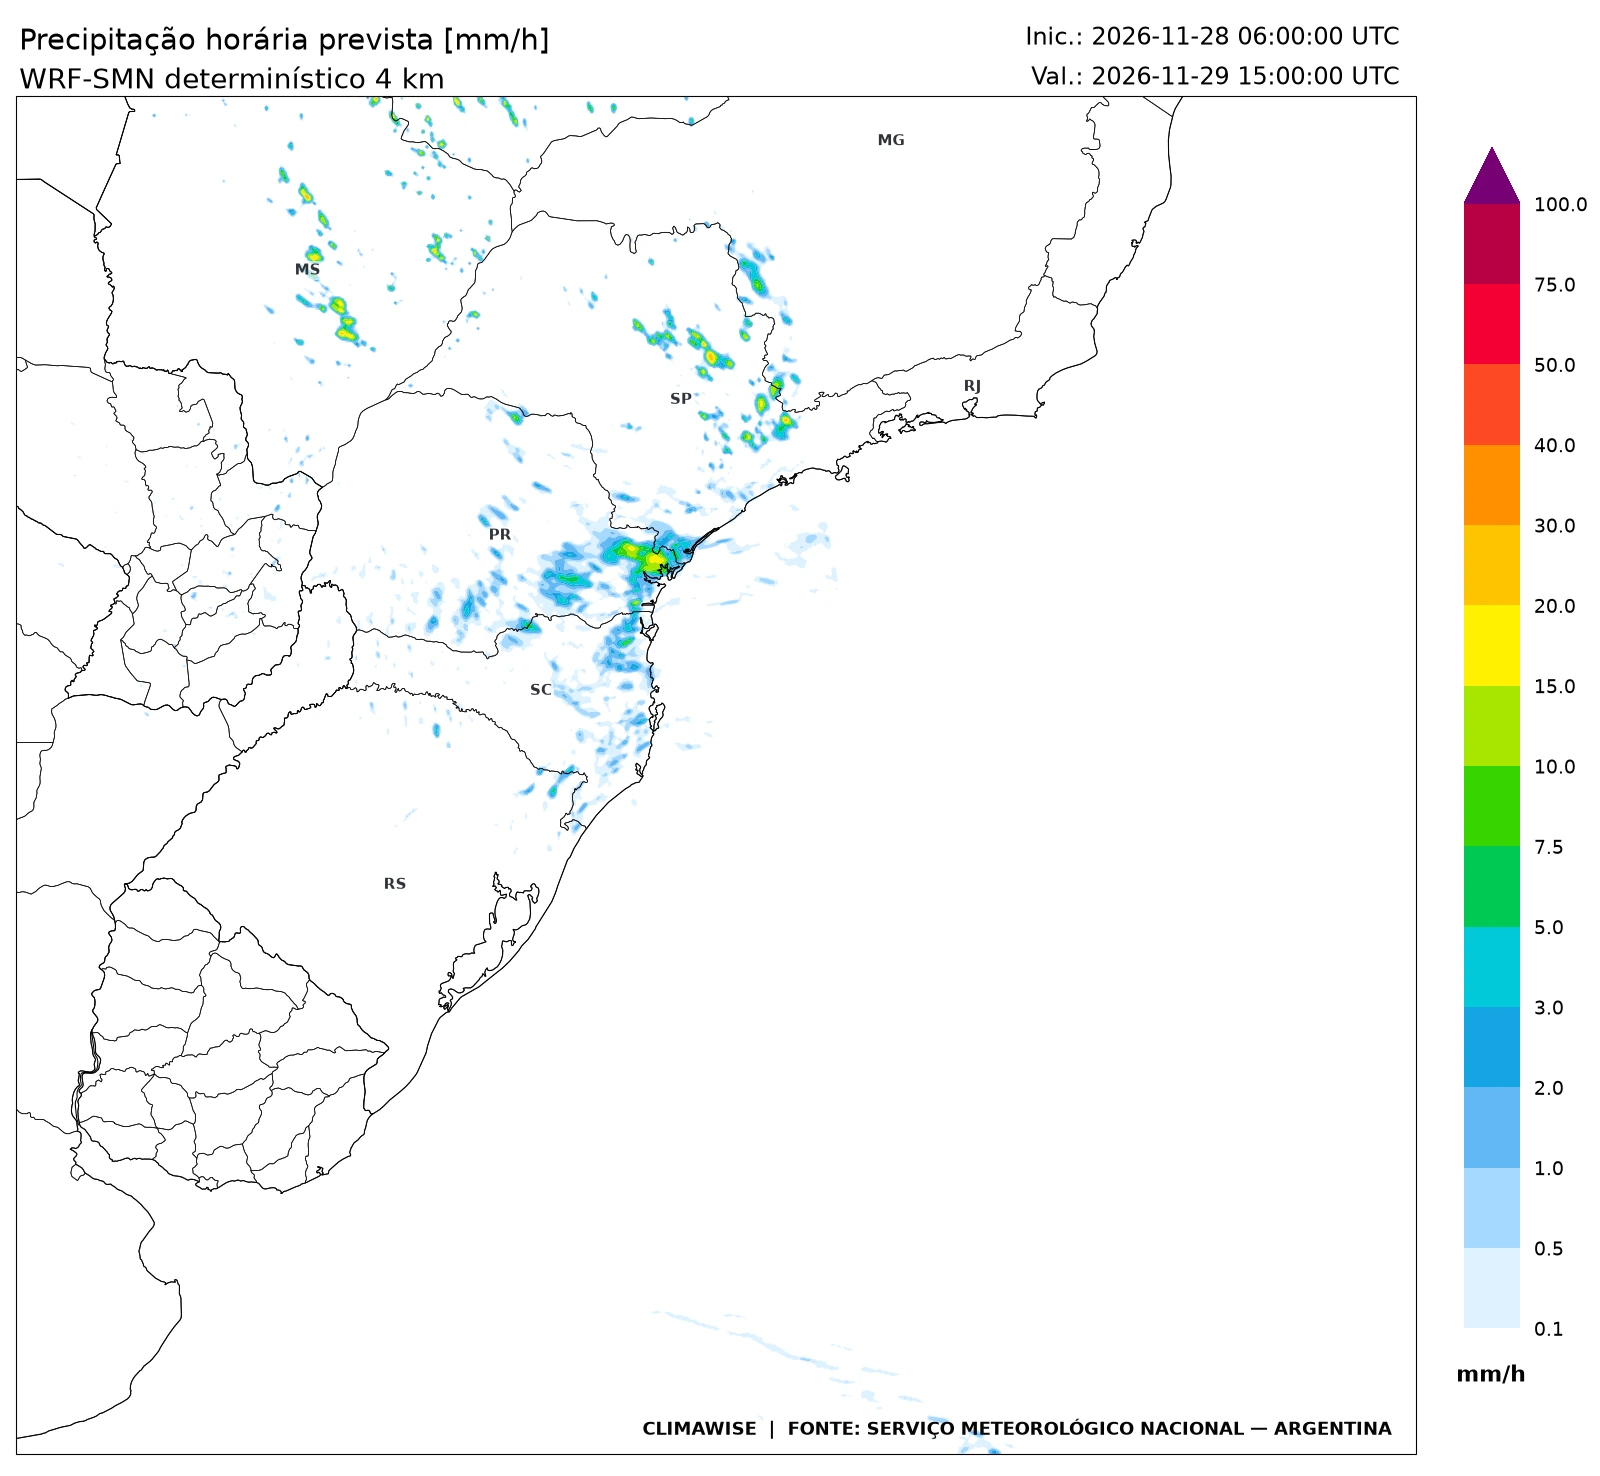 Precipitação horária prevista [mm/h]
WRF-SMN determinístico 4 km
Inic.: 2026-11-28 06:00:00 UTC
Val.: 2026-11-29 15:00:00 UTC
MG
MS
RJ
SP
PR
SC
RS
100.0
75.0
50.0
40.0
30.0
20.0
15.0
10.0
7.5
5.0
3.0
2.0
1.0
0.5
0.1
mm/h
CLIMAWISE | FONTE: SERVIÇO METEOROLÓGICO NACIONAL — ARGENTINA